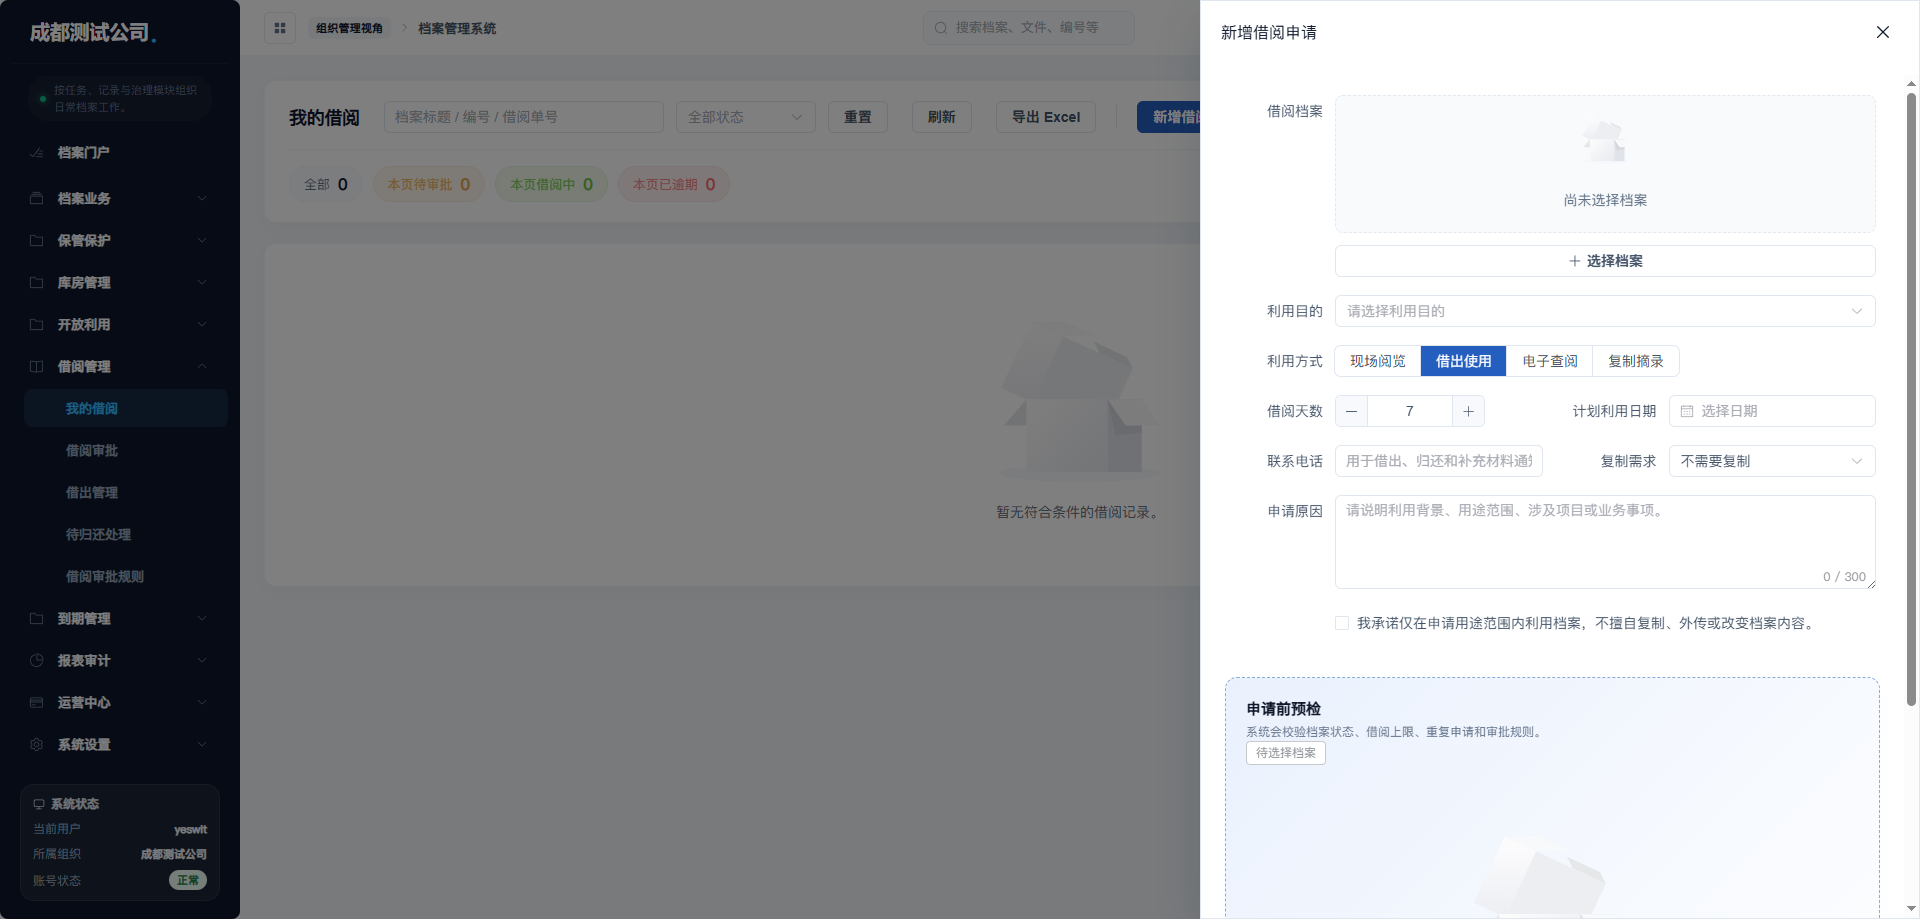 成都测试公司.
按任务、记录与治理模块组织
日常档案工作。
档案门户
档案业务
保管保护
库房管理
开放利用
借阅管理
我的借阅
借阅审批
借出管理
待归还处理
借阅审批规则
到期管理
报表审计
运营中心
系统设置
系统状态
当前用户 yeswit
所属组织 成都测试公司
账号状态 正常
组织管理视角 > 档案管理系统
搜索档案、文件、编号等
我的借阅
档案标题 / 编号 / 借阅单号
全部状态
重置
刷新
导出 Excel
新增借
全部 0
本页待审批 0
本页借阅中 0
本页已逾期 0
暂无符合条件的借阅记录。
新增借阅申请
借阅档案
尚未选择档案
+ 选择档案
利用目的 请选择利用目的
利用方式 现场阅览 借出使用 电子查阅 复制摘录
借阅天数 — 7 + 计划利用日期 选择日期
联系电话 用于借出、归还和补充材料通 复制需求 不需要复制
申请原因 请说明利用背景、用途范围、涉及项目或业务事项。
0 / 300
我承诺仅在申请用途范围内利用档案，不擅自复制、外传或改变档案内容。
申请前预检
系统会校验档案状态、借阅上限、重复申请和审批规则。
待选择档案